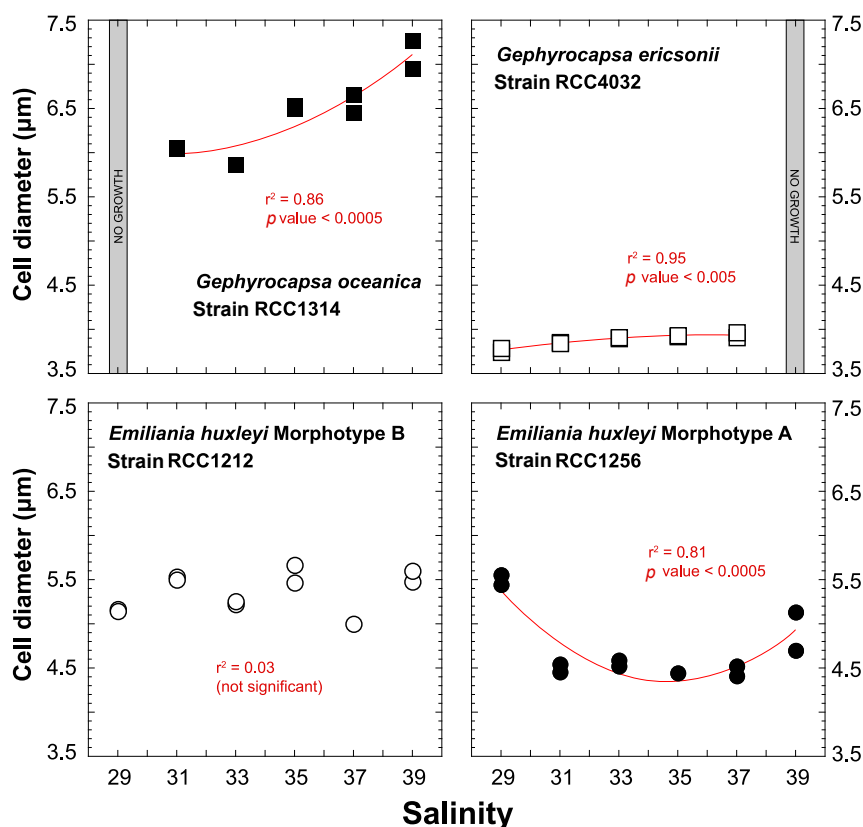 7.5
6.5
5.5
4.5
3.5
Cell diameter (µm)
NO GROWTH
r² = 0.86
p value < 0.0005
Gephyrocapsa oceanica
Strain RCC1314
Gephyrocapsa ericsonii
Strain RCC4032
r² = 0.95
p value < 0.005
NO GROWTH
7.5
6.5
5.5
4.5
3.5
7.5
6.5
5.5
4.5
3.5
Cell diameter (µm)
Emiliania huxleyi Morphotype B
Strain RCC1212
r² = 0.03
(not significant)
29 31 33 35 37 39
Emiliania huxleyi Morphotype A
Strain RCC1256
r² = 0.81
p value < 0.0005
7.5
6.5
5.5
4.5
3.5
29 31 33 35 37 39
Salinity